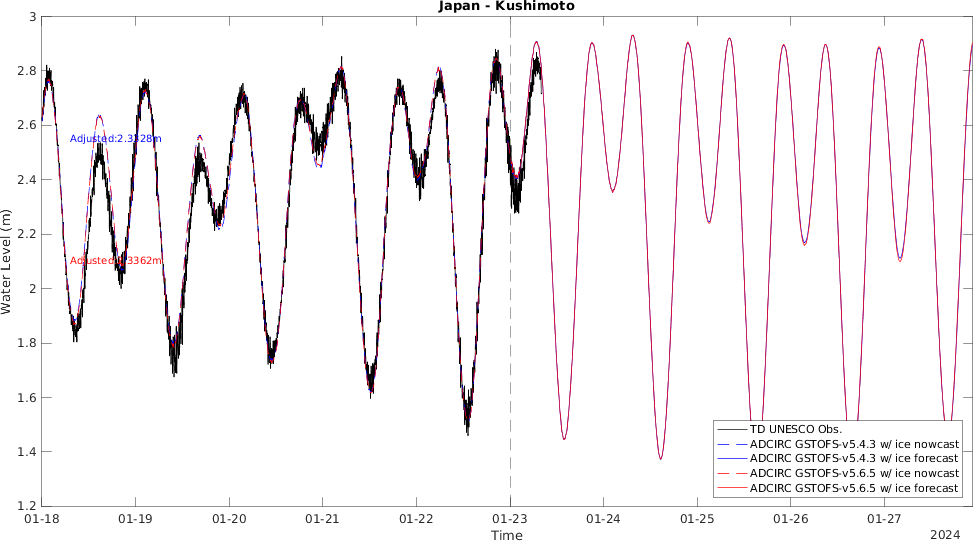 Japan - Kushimoto
3
2.8
2.6
2.4
2.2
2
1.8
1.6
1.4
1.2
Water Level (m)
Adjusted:2.3328m
Adjusted: 3362m
TD UNESCO Obs.
ADCIRC GSTOFS-v5.4.3 w/ ice nowcast
ADCIRC GSTOFS-v5.4.3 w/ ice forecast
ADCIRC GSTOFS-v5.6.5 w/ ice nowcast
ADCIRC GSTOFS-v5.6.5 w/ ice forecast
01-18 01-19 01-20 01-21 01-22 01-23 01-24 01-25 01-26 01-27
Time
2024